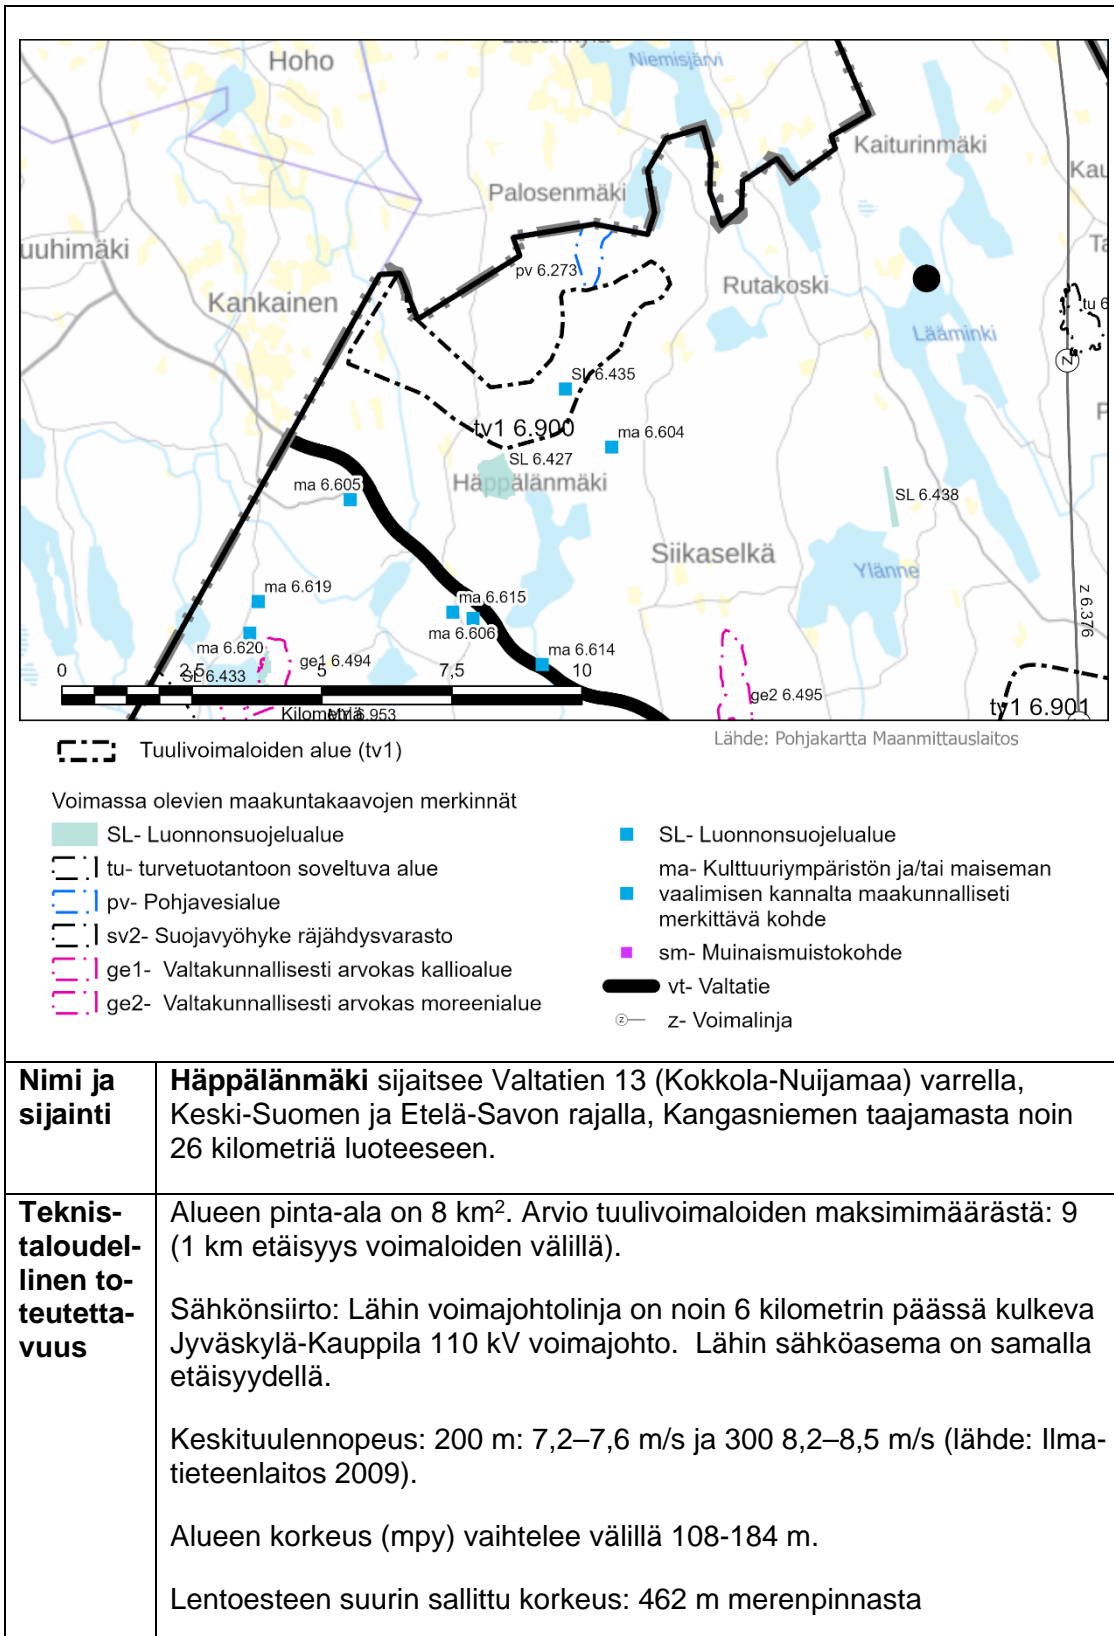 Hoho
Niemisjärvi
Kaiturinmäki
Palosenmäki
uuhimäki
pv 6.273
Rutakoski
Kankainen
tu 6
Lääminki
Z
SL 6.435
tv1 6.900
ma 6.604
SL 6.427
ma 6.605
Häppälänmäki
SL 6.438
Siikaselkä
Ylänne
ma 6.619
ma 6.615
z 6.376
ma 6.606
ma 6.620
ma 6.614
ge1 6.494
SL 6.433
0 2,5 5 7,5 10
ge2 6.495
tv1 6.901
Kilometriä
6.953
Lähde: Pohjakartta Maanmittauslaitos
Tuulivoimaloiden alue (tv1)
Voimassa olevien maakuntakaavojen merkinnät
SL- Luonnonsuojelualue
tu- turvetuotantoon soveltuva alue
pv- Pohjavesialue
sv2- Suojavyöhyke räjähdysvarasto
ge1- Valtakunnallisesti arvokas kallioalue
ge2- Valtakunnallisesti arvokas moreenialue
SL- Luonnonsuojelualue
ma- Kulttuuriympäristön ja/tai maiseman
vaalimisen kannalta maakunnalliseti
merkittävä kohde
sm- Muinaismuistokohde
vt- Valtatie
z- Voimalinja
Nimi ja
sijainti
Häppälänmäki sijaitsee Valtatien 13 (Kokkola-Nuijamaa) varrella,
Keski-Suomen ja Etelä-Savon rajalla, Kangasniemen taajamasta noin
26 kilometriä luoteeseen.
Teknis-
taloudel-
linen to-
teutetta-
vuus
Alueen pinta-ala on 8 km². Arvio tuulivoimaloiden maksimimäärästä: 9
(1 km etäisyys voimaloiden välillä).
Sähkönsiirto: Lähin voimajohtolinja on noin 6 kilometrin päässä kulkeva
Jyväskylä-Kauppila 110 kV voimajohto. Lähin sähköasema on samalla
etäisyydellä.
Keskituulennopeus: 200 m: 7,2–7,6 m/s ja 300 8,2–8,5 m/s (lähde: Ilma-
tieteenlaitos 2009).
Alueen korkeus (mpy) vaihtelee välillä 108-184 m.
Lentoesteen suurin sallittu korkeus: 462 m merenpinnasta